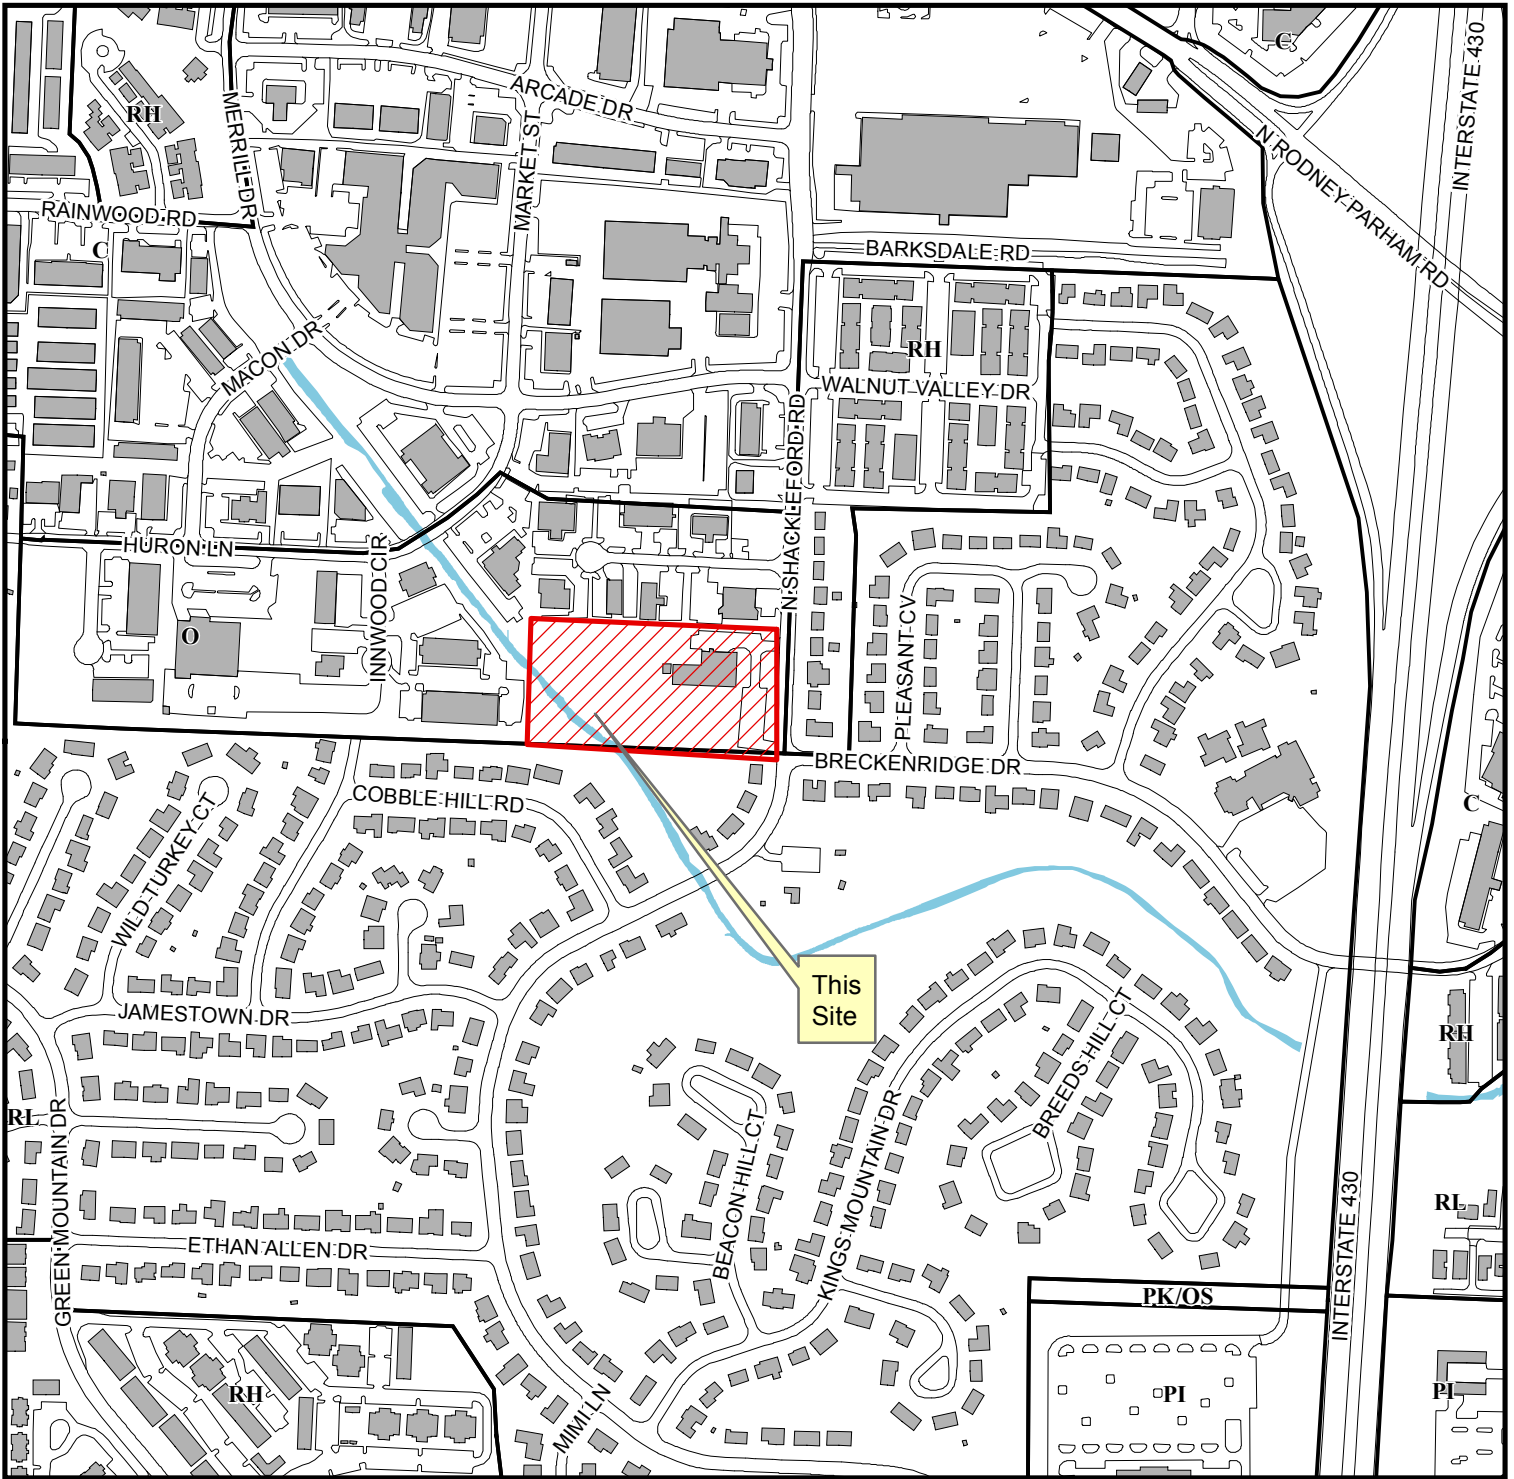 C
INTERSTATE 430
ARCADE DR
RH
MERRILL DR
MARKET ST
N RODNEY PARHAM RD
RAINWOOD RD
C
BARKSDALE RD
RH
MACON DR
WALNUT VALLEY DR
N SHACKLEFORD RD
HURON LN
INNWOOD CIR
O
PLEASANT CV
BRECKENRIDGE DR
COBBLE HILL RD
C
WILD TURKEY CT
This
Site
JAMESTOWN DR
RH
BREEDS HILL CT
RL
GREEN MOUNTAIN DR
BEACON HILL CT
KINGS MOUNTAIN DR
RL
ETHAN ALLEN DR
INTERSTATE 430
PK/OS
RH
MIMI LN
PI
PI